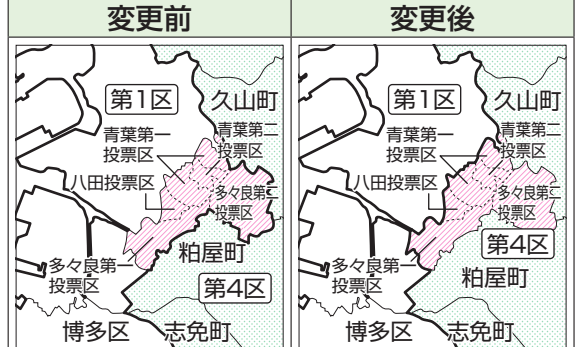 変更前
第1区
久山町
青葉第一
投票区
青葉第二
投票区
八田投票区
多々良第二
投票区
多々良第一
投票区
粕屋町
第4区
博多区
志免町
変更後
第1区
久山町
青葉第一
投票区
青葉第二
投票区
八田投票区
多々良第二
投票区
第4区
多々良第一
投票区
粕屋町
博多区
志免町